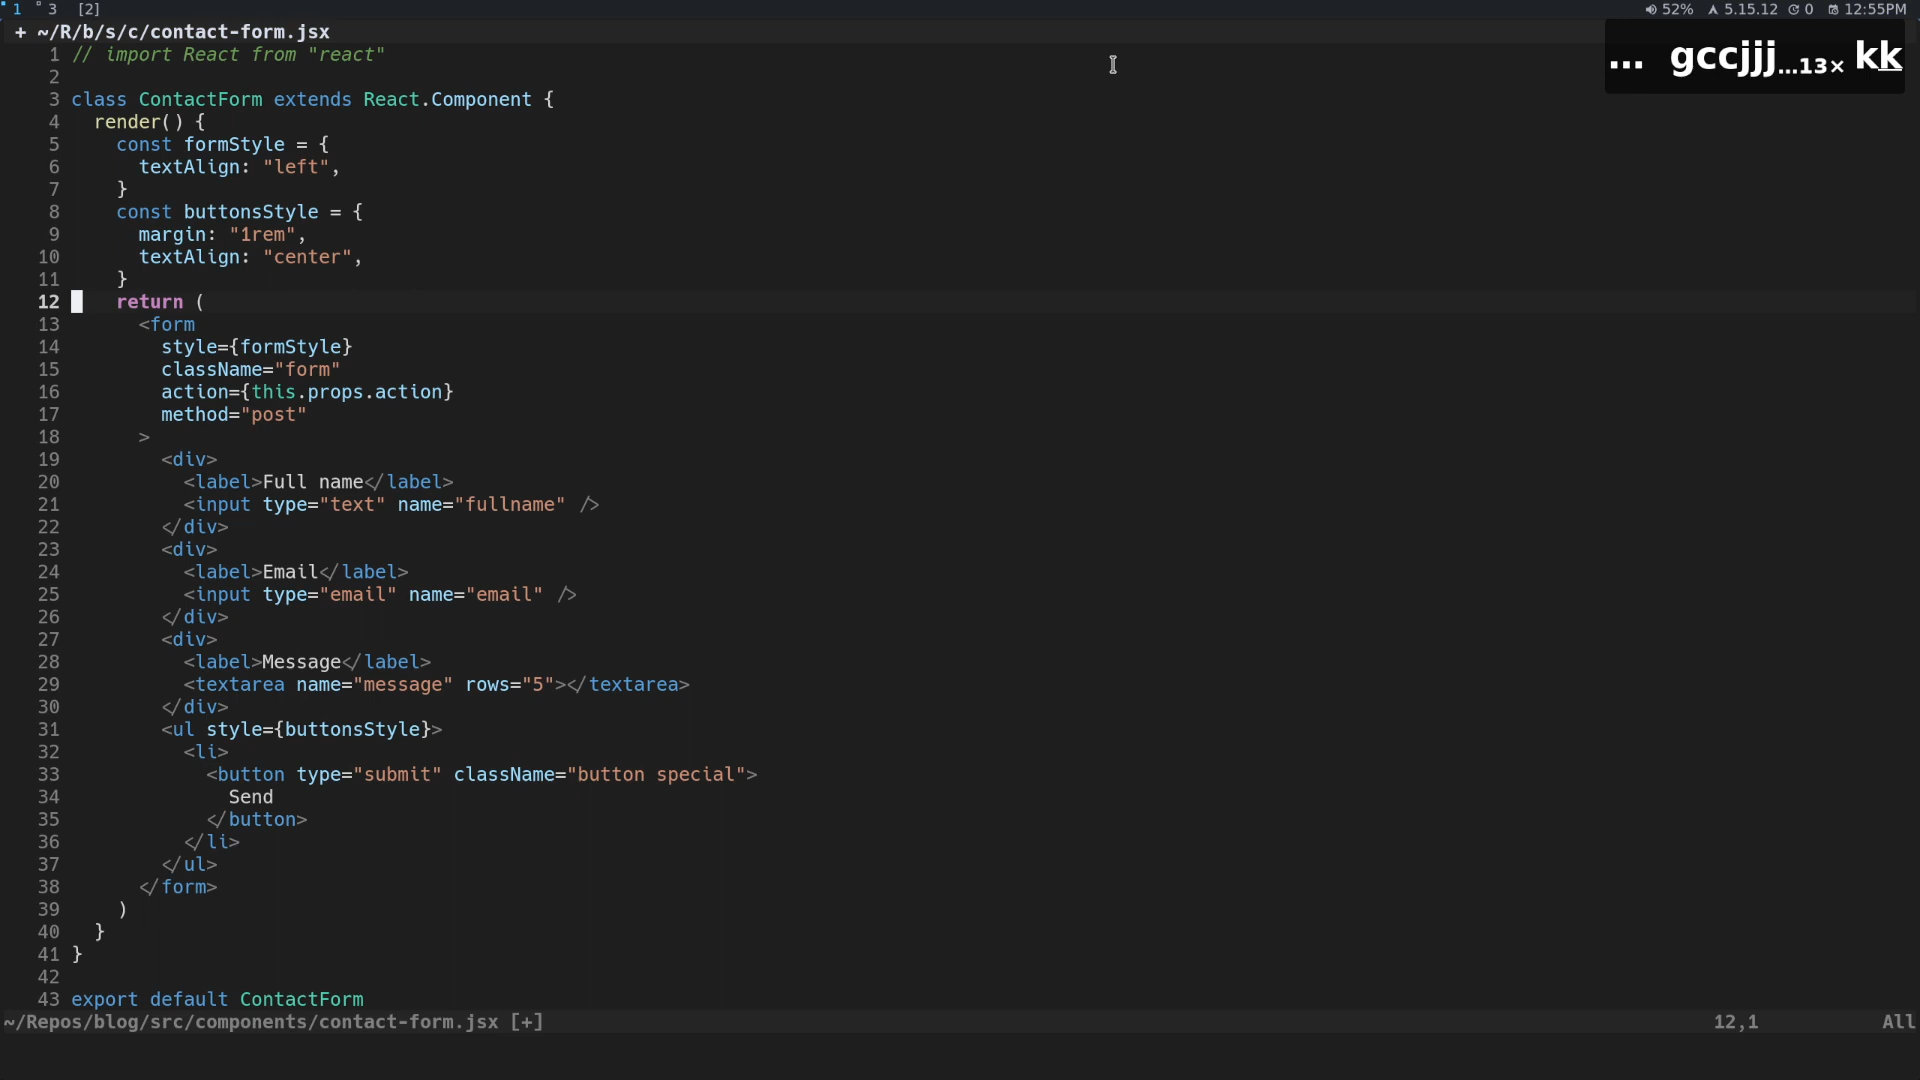 1 3 [2] 52% 5.15.12 0 12:55PM
+ ~/R/b/s/c/contact-form.jsx
... gccjjj...13× kk
1 // import React from "react"
2
3 class ContactForm extends React.Component {
4   render() {
5     const formStyle = {
6       textAlign: "left",
7     }
8     const buttonsStyle = {
9       margin: "1rem",
10       textAlign: "center",
11     }
12     return (
13       <form
14         style={formStyle}
15         className="form"
16         action={this.props.action}
17         method="post"
18       >
19         <div>
20           <label>Full name</label>
21           <input type="text" name="fullname" />
22         </div>
23         <div>
24           <label>Email</label>
25           <input type="email" name="email" />
26         </div>
27         <div>
28           <label>Message</label>
29           <textarea name="message" rows="5"></textarea>
30         </div>
31         <ul style={buttonsStyle}>
32           <li>
33             <button type="submit" className="button special">
34               Send
35             </button>
36           </li>
37         </ul>
38       </form>
39     )
40   }
41 }
42
43 export default ContactForm
~/Repos/blog/src/components/contact-form.jsx [+] 12,1 All